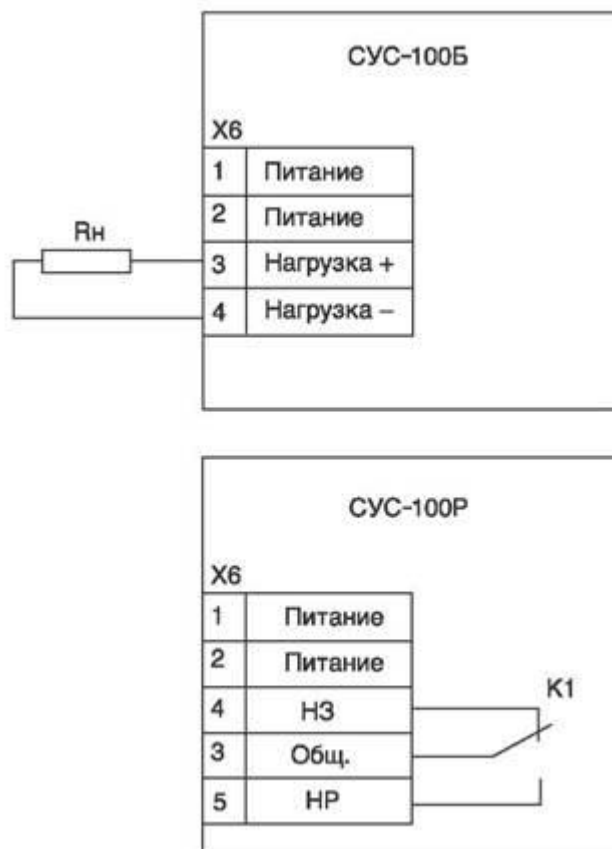 СУС-100Б
X6
1 Питание
2 Питание
Rн
3 Нагрузка +
4 Нагрузка –
СУС-100Р
X6
1 Питание
2 Питание
4 НЗ
K1
3 Общ.
5 НР